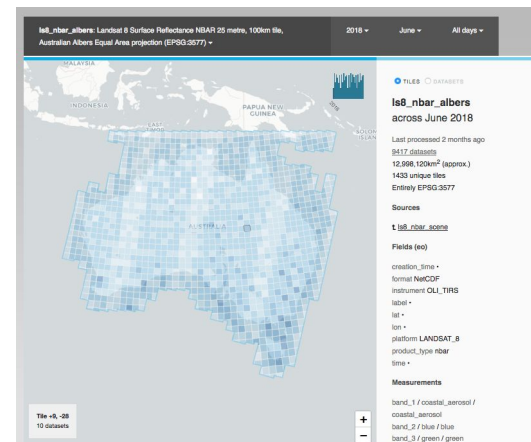 ls8_nbar_albers: Landsat 8 Surface Reflectance NBAR 25 metre, 100km tile,
Australian Albers Equal Area projection (EPSG:3577)
2018
June
All days
MALAYSIA
INDONESIA
EAST
TIMOR
PAPUA NEW
GUINEA
SOLOM
ISLAN
AUSTRALIA
2018
Tile +9, -28
10 datasets
+
−
TILES DATASETS
ls8_nbar_albers
across June 2018
Last processed 2 months ago
9417 datasets
12,998,120km² (approx.)
1433 unique tiles
Entirely EPSG:3577
Sources
ls8_nbar_scene
Fields (eo)
creation_time •
format NetCDF
instrument OLI_TIRS
label •
lat •
lon •
platform LANDSAT_8
product_type nbar
time •
Measurements
band_1 / coastal_aerosol /
coastal_aerosol
band_2 / blue / blue
band_3 / green / green